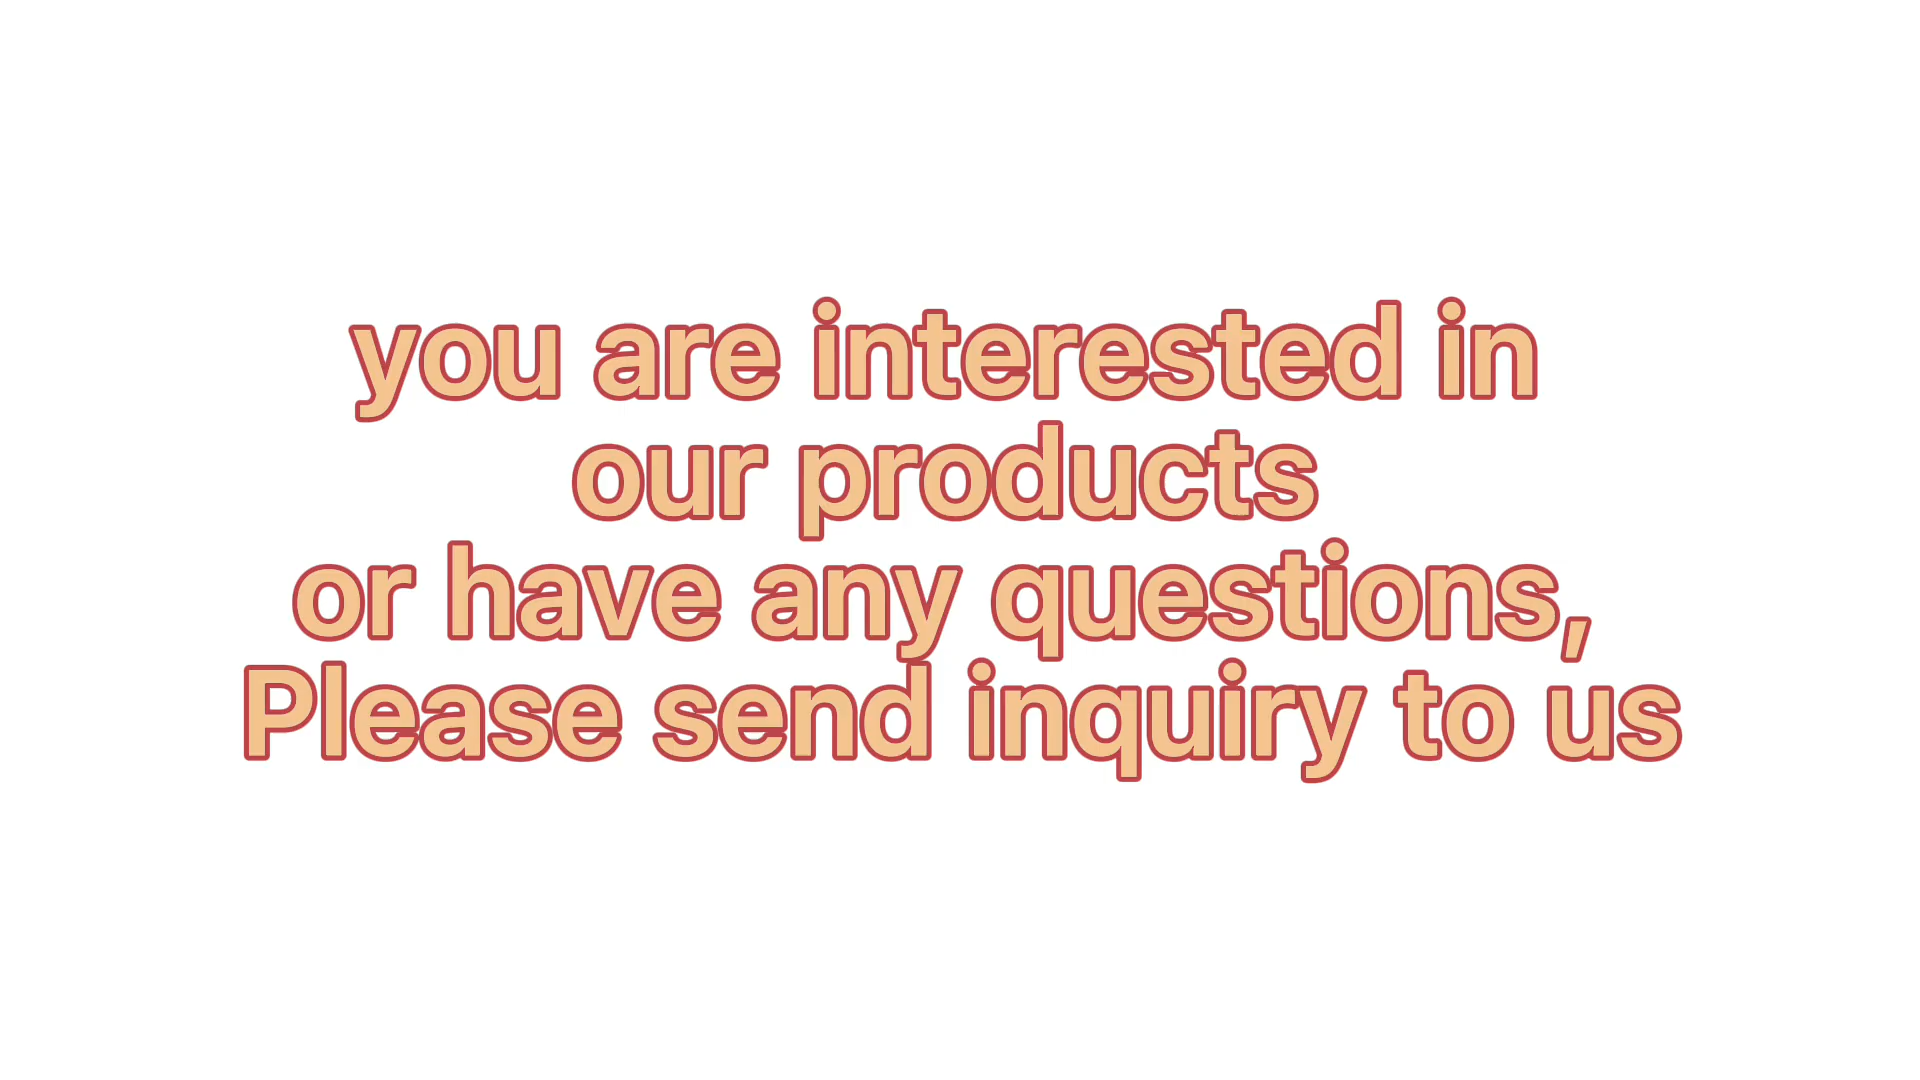 you are interested in
our products
or have any questions,
Please send inquiry to us